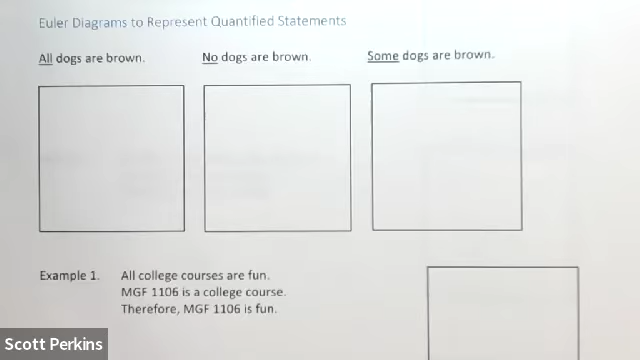 Euler Diagrams to Represent Quantified Statements
All dogs are brown. No dogs are brown. Some dogs are brown.
Example 1. All college courses are fun.
MGF 1106 is a college course.
Therefore, MGF 1106 is fun.
Scott Perkins